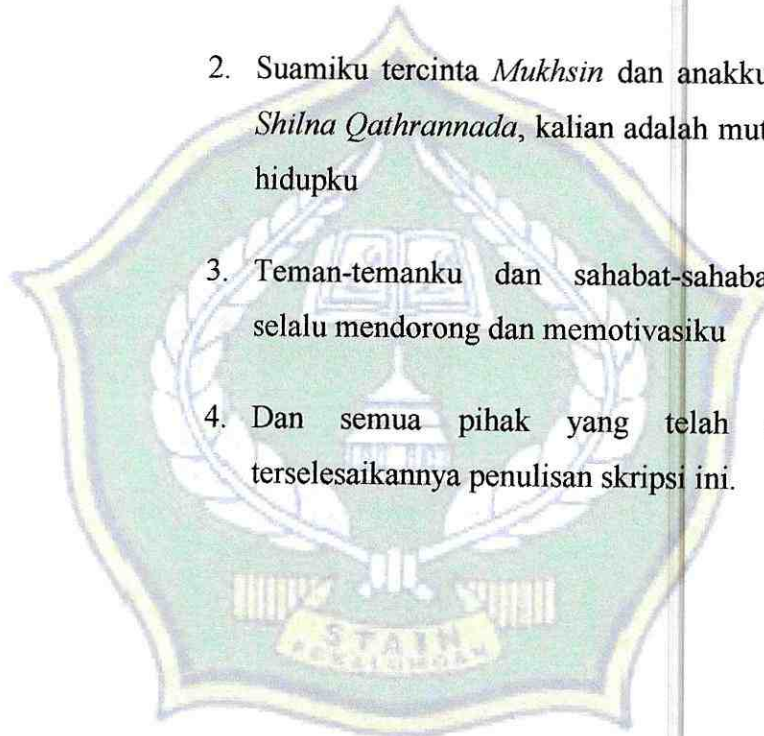 2. Suamiku tercinta Mukhsin dan anakku
Shilna Qathrannada, kalian adalah mut
hidupku
3. Teman-temanku dan sahabat-sahaba
selalu mendorong dan memotivasiku
4. Dan semua pihak yang telah
terselesaikannya penulisan skripsi ini.
STAIN
PEKALONGAN